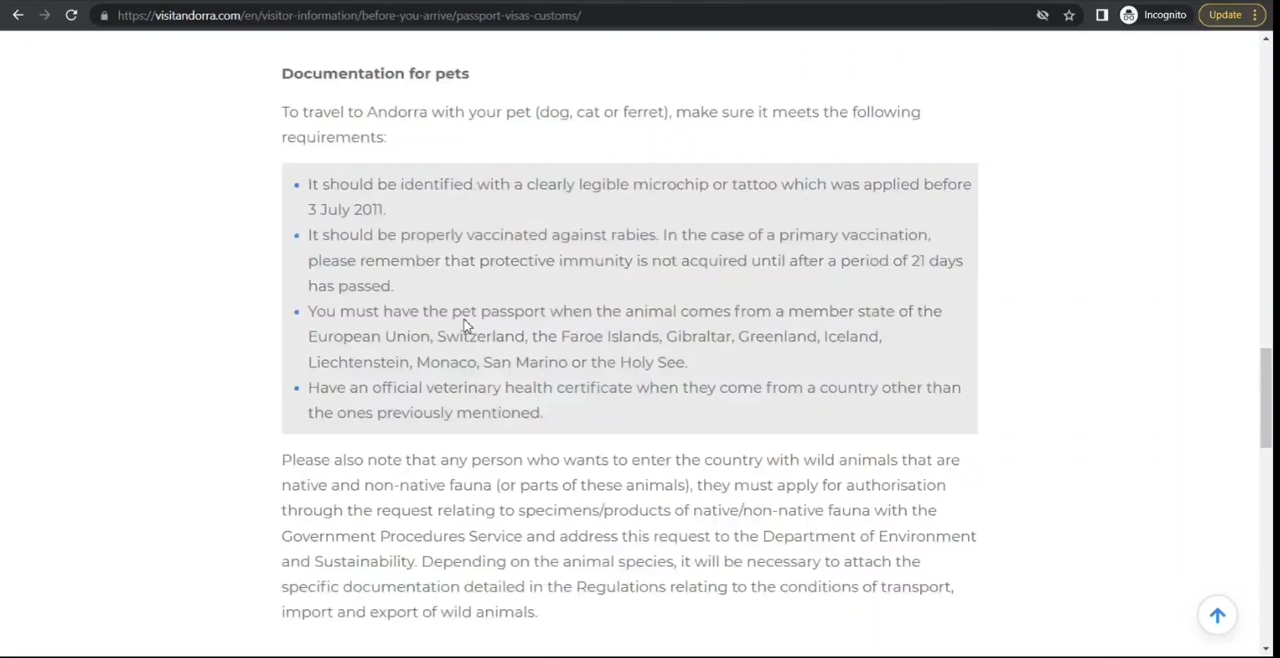 https://visitandorra.com/en/visitor-information/before-you-arrive/passport-visas-customs/
Incognito
Update
Documentation for pets
To travel to Andorra with your pet (dog, cat or ferret), make sure it meets the following
requirements:
It should be identified with a clearly legible microchip or tattoo which was applied before
3 July 2011.
It should be properly vaccinated against rabies. In the case of a primary vaccination,
please remember that protective immunity is not acquired until after a period of 21 days
has passed.
You must have the pet passport when the animal comes from a member state of the
European Union, Switzerland, the Faroe Islands, Gibraltar, Greenland, Iceland,
Liechtenstein, Monaco, San Marino or the Holy See.
Have an official veterinary health certificate when they come from a country other than
the ones previously mentioned.
Please also note that any person who wants to enter the country with wild animals that are
native and non-native fauna (or parts of these animals), they must apply for authorisation
through the request relating to specimens/products of native/non-native fauna with the
Government Procedures Service and address this request to the Department of Environment
and Sustainability. Depending on the animal species, it will be necessary to attach the
specific documentation detailed in the Regulations relating to the conditions of transport,
import and export of wild animals.